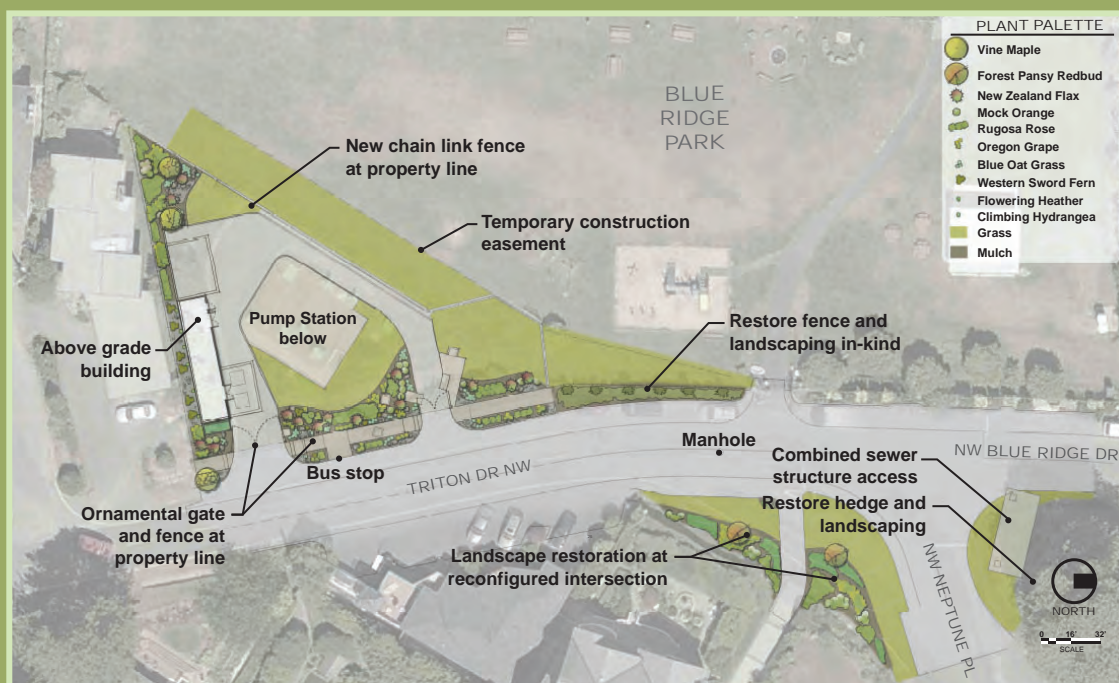 PLANT PALETTE
Vine Maple
Forest Pansy Redbud
New Zealand Flax
Mock Orange
Rugosa Rose
Oregon Grape
Blue Oat Grass
Western Sword Fern
Flowering Heather
Climbing Hydrangea
Grass
Mulch
BLUE
RIDGE
PARK
New chain link fence
at property line
Temporary construction
easement
Pump Station
below
Above grade
building
Restore fence and
landscaping in-kind
Bus stop
TRITON DR NW
Manhole
NW BLUE RIDGE DR
Combined sewer
structure access
Restore hedge and
landscaping
Ornamental gate
and fence at
property line
Landscape restoration at
reconfigured intersection
NW NEPTUNE PL
NORTH
0 16' 32'
SCALE